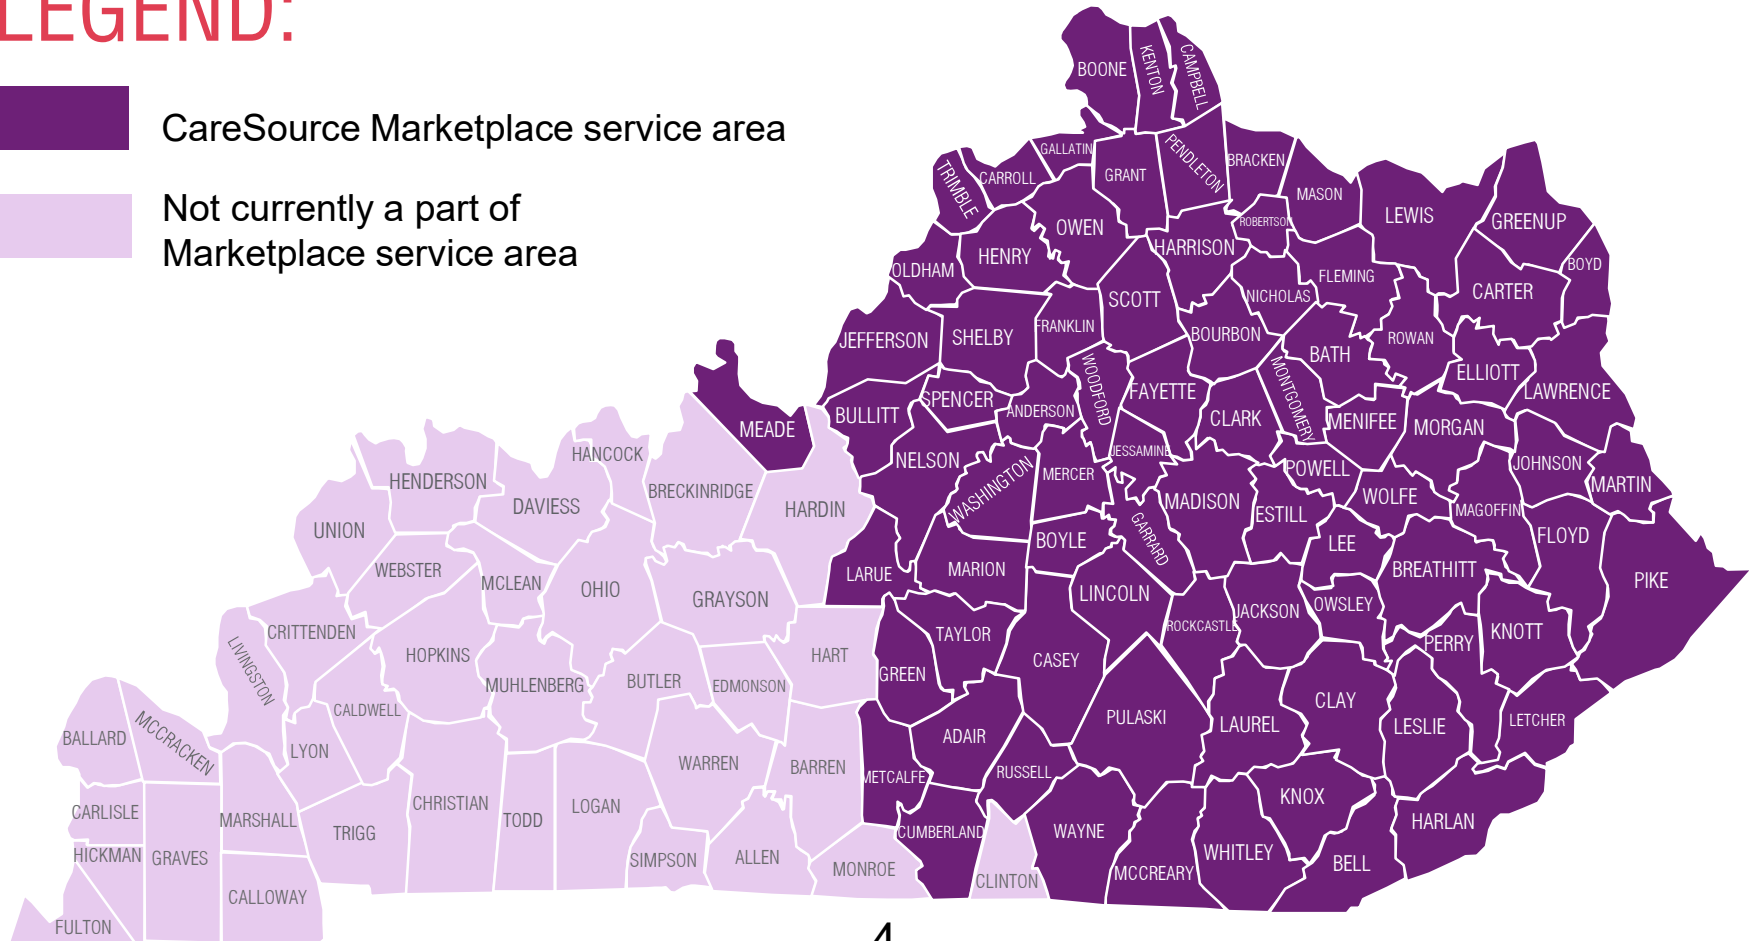 LEGEND:
CareSource Marketplace service area
Not currently a part of
Marketplace service area
BOONE
KENTON
CAMPBELL
GALLATIN
GRANT
PENDLETON
BRACKEN
TRIMBLE
CARROLL
OWEN
MASON
ROBERTSON
LEWIS
GREENUP
HENRY
HARRISON
FLEMING
BOYD
OLDHAM
SCOTT
NICHOLAS
CARTER
JEFFERSON
SHELBY
FRANKLIN
BOURBON
BATH
ROWAN
ELLIOTT
LAWRENCE
BULLITT
SPENCER
ANDERSON
WOODFORD
FAYETTE
CLARK
MONTGOMERY
MENIFEE
MORGAN
MEADE
NELSON
WASHINGTON
MERCER
JESSAMINE
POWELL
JOHNSON
MARTIN
HANCOCK
HENDERSON
DAVIESS
BRECKINRIDGE
HARDIN
MADISON
ESTILL
WOLFE
MAGOFFIN
FLOYD
UNION
BOYLE
GARRARD
LEE
WEBSTER
MCLEAN
OHIO
GRAYSON
LARUE
MARION
LINCOLN
BREATHITT
PIKE
CRITTENDEN
LIVINGSTON
HOPKINS
MUHLENBERG
BUTLER
EDMONSON
HART
GREEN
TAYLOR
CASEY
ROCKCASTLE
JACKSON
OWSLEY
PERRY
KNOTT
CALDWELL
BALLARD
MCCRACKEN
LYON
WARREN
BARREN
METCALFE
ADAIR
RUSSELL
PULASKI
LAUREL
CLAY
LESLIE
LETCHER
CARLISLE
MARSHALL
TRIGG
CHRISTIAN
TODD
LOGAN
HICKMAN
GRAVES
SIMPSON
ALLEN
MONROE
CUMBERLAND
CLINTON
WAYNE
MCCREARY
WHITLEY
KNOX
BELL
HARLAN
CALLOWAY
FULTON
4